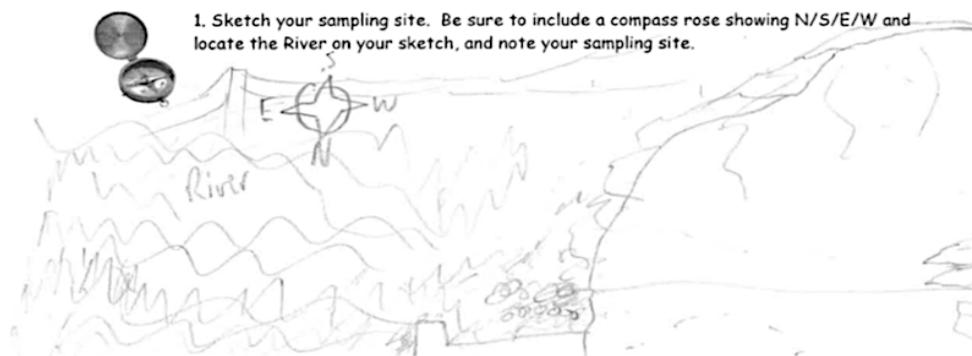 1. Sketch your sampling site. Be sure to include a compass rose showing N/S/E/W and
locate the River on your sketch, and note your sampling site.
S
E W
N
River